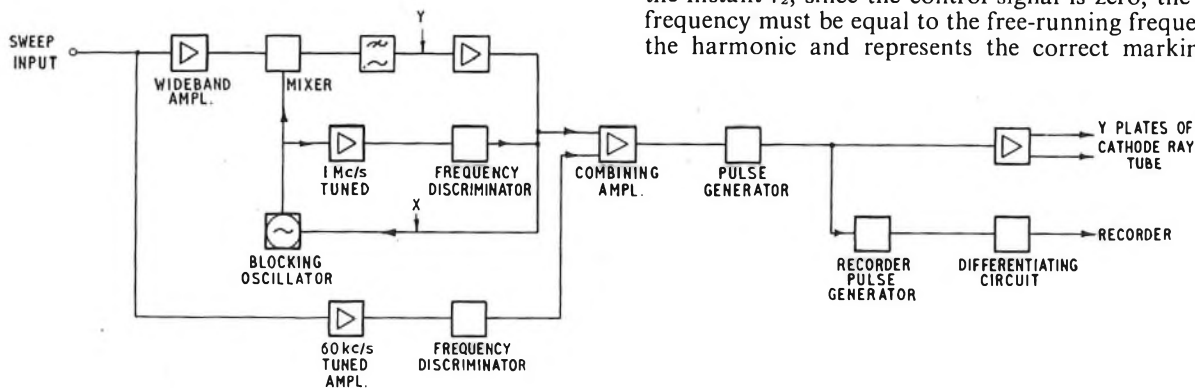 the instant since the control signal is zero, the
frequency must be equal to the free-running freque
the harmonic and represents the correct markin
SWEEP
INPUT
WIDEBAND
AMPL.
MIXER
Y
1 Mc/s
TUNED
FREQUENCY
DISCRIMINATOR
X
BLOCKING
OSCILLATOR
60 kc/s
TUNED
AMPL.
FREQUENCY
DISCRIMINATOR
COMBINING
AMPL.
PULSE
GENERATOR
Y PLATES OF
CATHODE RAY
TUBE
RECORDER
PULSE
GENERATOR
DIFFERENTIATING
CIRCUIT
RECORDER